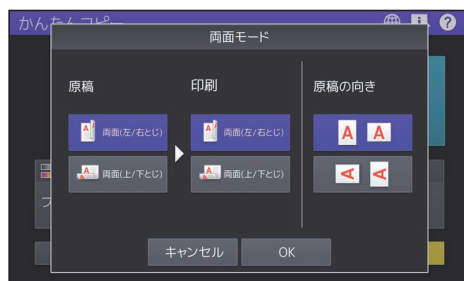 かんたんコピー
両面モード
原稿
印刷
原稿の向き
両面(左/右とじ)
両面(左/右とじ)
A A
両面(上/下とじ)
両面(上/下とじ)
A A
キャンセル
OK